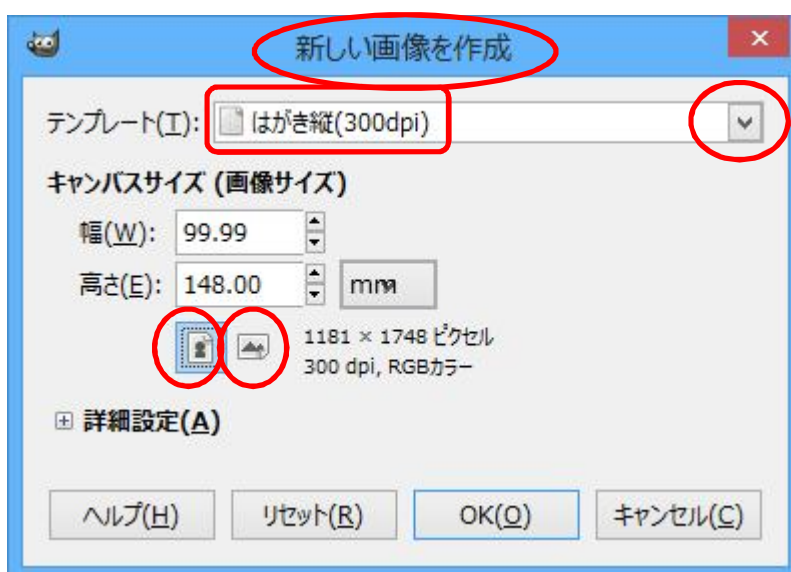 新しい画像を作成
テンプレート(T): はがき縦(300dpi)
キャンバスサイズ (画像サイズ)
幅(W): 99.99
高さ(E): 148.00 mm
1181 × 1748 ピクセル
300 dpi, RGBカラー
詳細設定(A)
ヘルプ(H) リセット(R) OK(O) キャンセル(C)